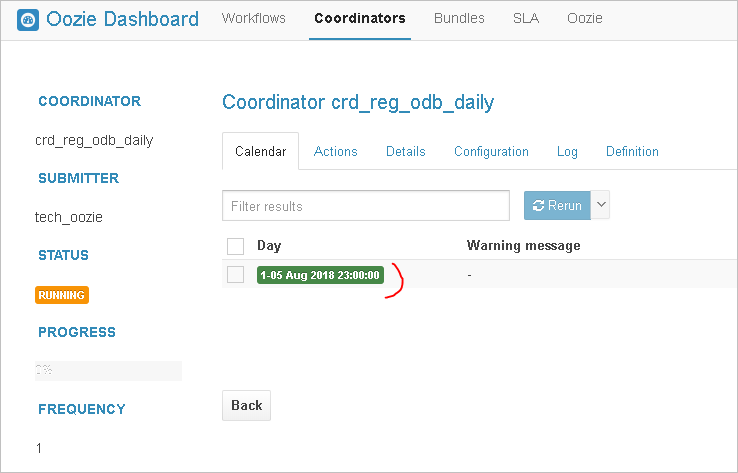 Oozie Dashboard Workflows Coordinators Bundles SLA Oozie
COORDINATOR
crd_reg_odb_daily
SUBMITTER
tech_oozie
STATUS
RUNNING
PROGRESS
0%
FREQUENCY
1
Coordinator crd_reg_odb_daily
Calendar Actions Details Configuration Log Definition
Filter results Rerun
Day Warning message
1-05 Aug 2018 23:00:00 -
Back